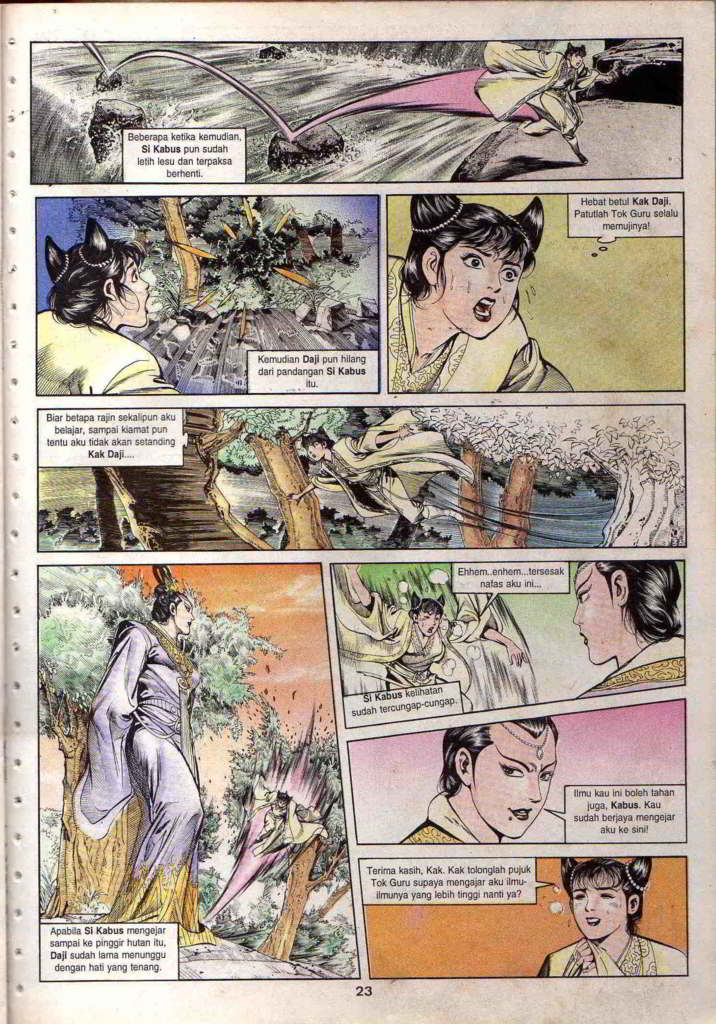 Beberapa ketika kemudian,
Si Kabus pun sudah
letih lesu dan terpaksa
berhenti.
Kemudian Daji pun hilang
dari pandangan Si Kabus
itu.
Hebat betul Kak Daji.
Patutlah Tok Guru selalu
memujinya!
Biar betapa rajin sekalipun aku
belajar, sampai kiamat pun
tentu aku tidak akan setanding
Kak Daji....
Apabila Si Kabus mengejar
sampai ke pinggir hutan itu,
Daji sudah lama menunggu
dengan hati yang tenang.
Ehhem..enhem...tersesak
nafas aku ini...
Si Kabus kelihatan
sudah tercungap-cungap.
Ilmu kau ini boleh tahan
juga, Kabus. Kau
sudah berjaya mengejar
aku ke sini!
Terima kasih, Kak. Kak tolonglah pujuk
Tok Guru supaya mengajar aku ilmu-
ilmunya yang lebih tinggi nanti ya?
23